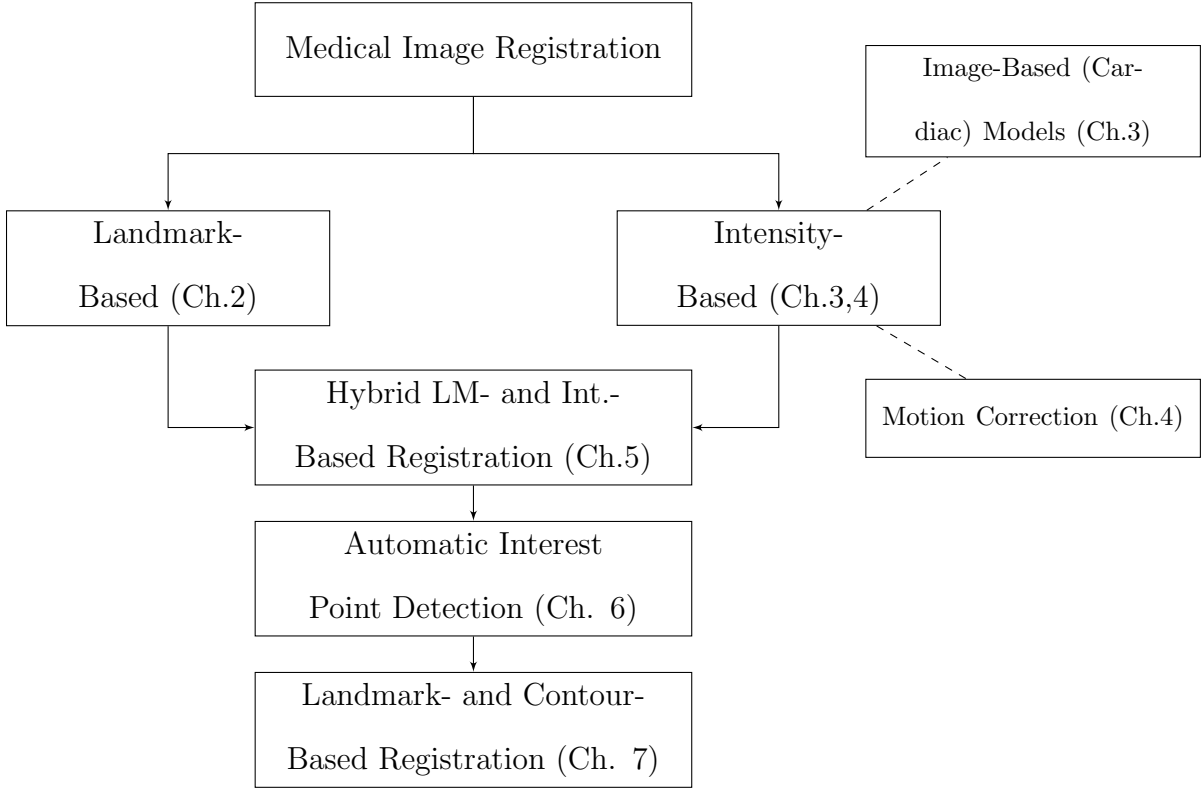 Medical Image Registration
Image-Based (Car-
diac) Models (Ch.3)
Landmark-
Based (Ch.2)
Intensity-
Based (Ch.3,4)
Hybrid LM- and Int.-
Based Registration (Ch.5)
Motion Correction (Ch.4)
Automatic Interest
Point Detection (Ch. 6)
Landmark- and Contour-
Based Registration (Ch. 7)